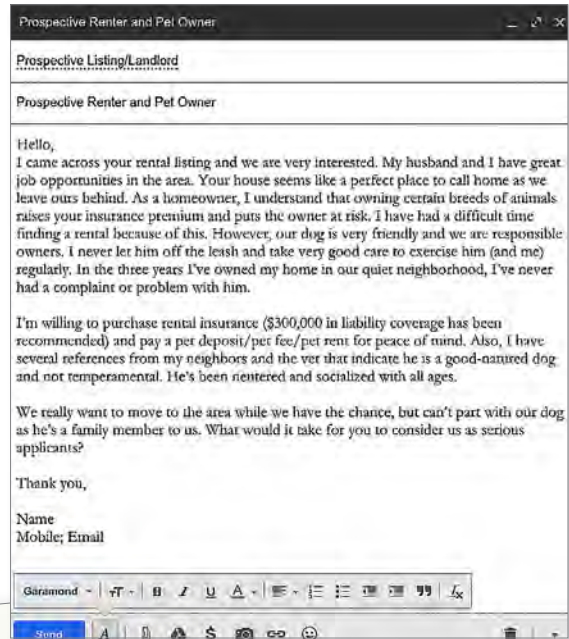 Prospective Renter and Pet Owner
Prospective Listing/Landlord
Prospective Renter and Pet Owner
Hello,
I came across your rental listing and we are very interested. My husband and I have great
job opportunities in the area. Your house seems like a perfect place to call home as we
leave ours behind. As a homeowner, I understand that owning certain breeds of animals
raises your insurance premium and puts the owner at risk. I have had a difficult time
finding a rental because of this. However, our dog is very friendly and we are responsible
owners. I never let him off the leash and take very good care to exercise him (and me)
regularly. In the three years I've owned my home in our quiet neighborhood, I've never
had a complaint or problem with him.
I'm willing to purchase rental insurance ($300,000 in liability coverage has been
recommended) and pay a pet deposit/pet fee/pet rent for peace of mind. Also, I have
several references from my neighbors and the vet that indicate he is a good-natured dog
and not temperamental. He's been neutered and socialized with all ages.
We really want to move to the area while we have the chance, but can't part with our dog
as he's a family member to us. What would it take for you to consider us as serious
applicants?
Thank you,
Name
Mobile; Email
Garamond
Send